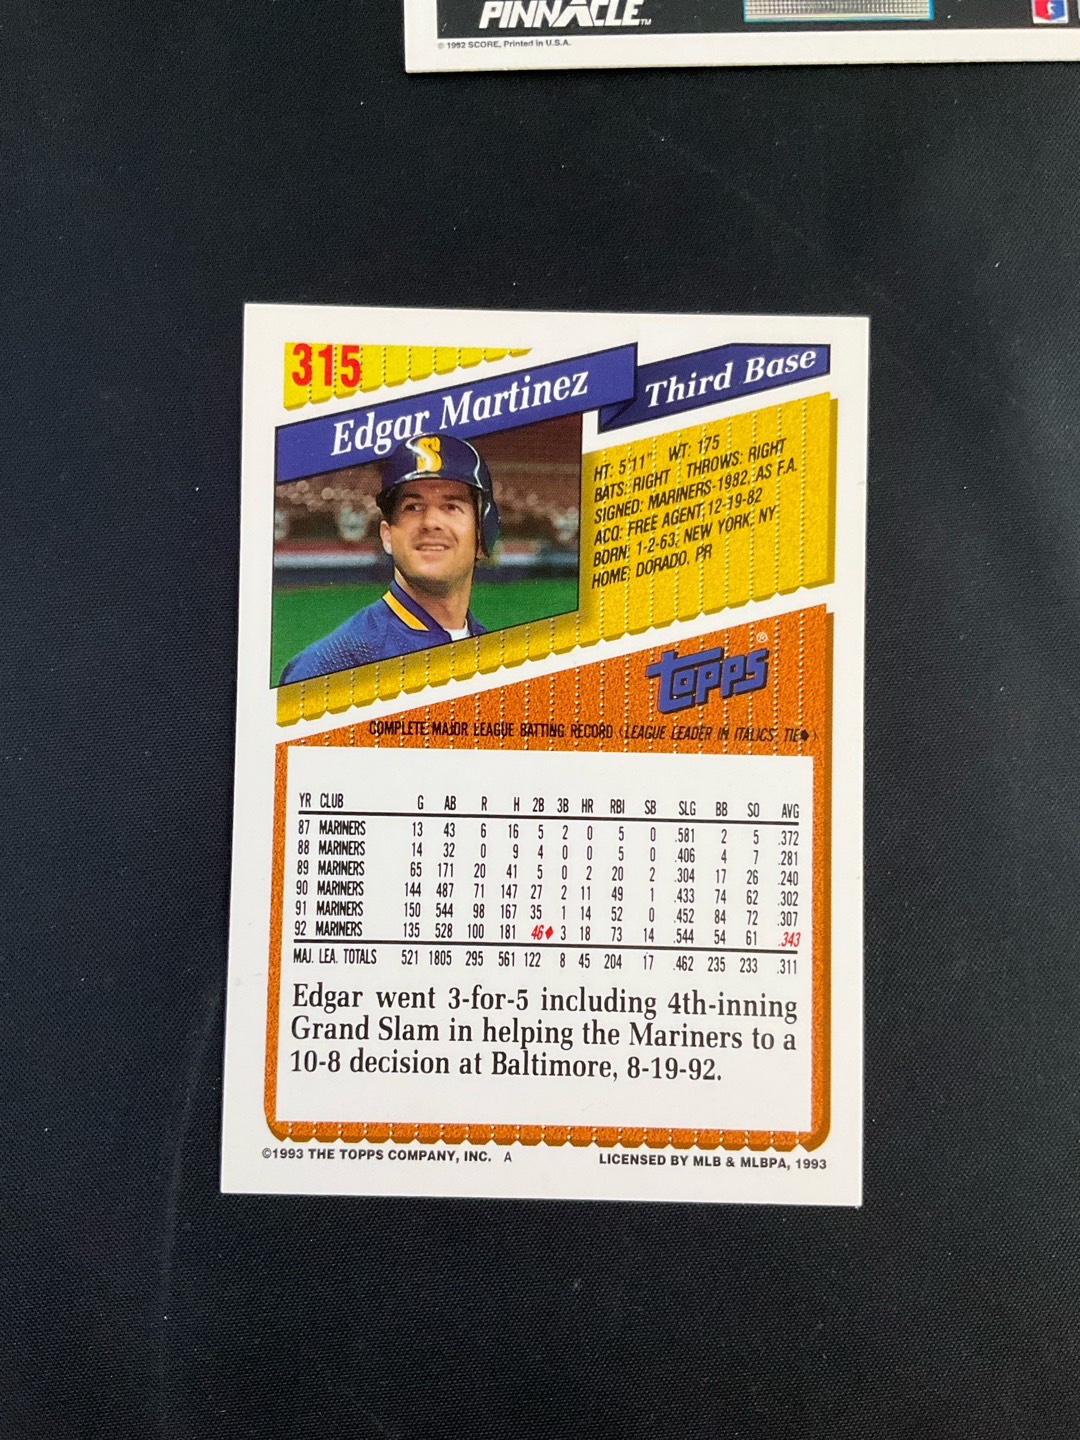 PINNACLE™
© 1992 SCORE, Printed in U.S.A.
315
Edgar Martinez
Third Base
S
HT: 5'11" WT: 175
BATS: RIGHT THROWS: RIGHT
SIGNED: MARINERS-1982, AS F.A.
ACQ: FREE AGENT, 12-19-82
BORN: 1-2-63, NEW YORK, NY
HOME: DORADO, PR
topps®
COMPLETE MAJOR LEAGUE BATTING RECORD (LEAGUE LEADER IN ITALICS, TIE♦)
YR CLUB G AB R H 2B 3B HR RBI SB SLG BB SO AVG
87 MARINERS 13 43 6 16 5 2 0 5 0 .581 2 5 .372
88 MARINERS 14 32 0 9 4 0 0 5 0 .406 4 7 .281
89 MARINERS 65 171 20 41 5 0 2 20 2 .304 17 26 .240
90 MARINERS 144 487 71 147 27 2 11 49 1 .433 74 62 .302
91 MARINERS 150 544 98 167 35 1 14 52 0 .452 84 72 .307
92 MARINERS 135 528 100 181 46♦ 3 18 73 14 .544 54 61 .343
MAJ. LEA. TOTALS 521 1805 295 561 122 8 45 204 17 .462 235 233 .311
Edgar went 3-for-5 including 4th-inning
Grand Slam in helping the Mariners to a
10-8 decision at Baltimore, 8-19-92.
©1993 THE TOPPS COMPANY, INC. A
LICENSED BY MLB & MLBPA, 1993